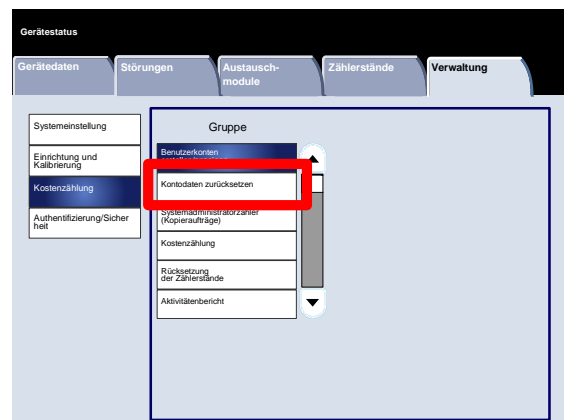 Gerätestatus
Gerätedaten
Störungen
Austausch-
module
Zählerstände
Verwaltung
Systemeinstellung
Einrichtung und
Kalibrierung
Kostenzählung
Authentifizierung/Sicher
heit
Gruppe
Benutzerkonten
Kontodaten zurücksetzen
Systemadministratorzähler
(Kopieraufträge)
Kostenzählung
Rücksetzung
der Zählerstände
Aktivitätenbericht